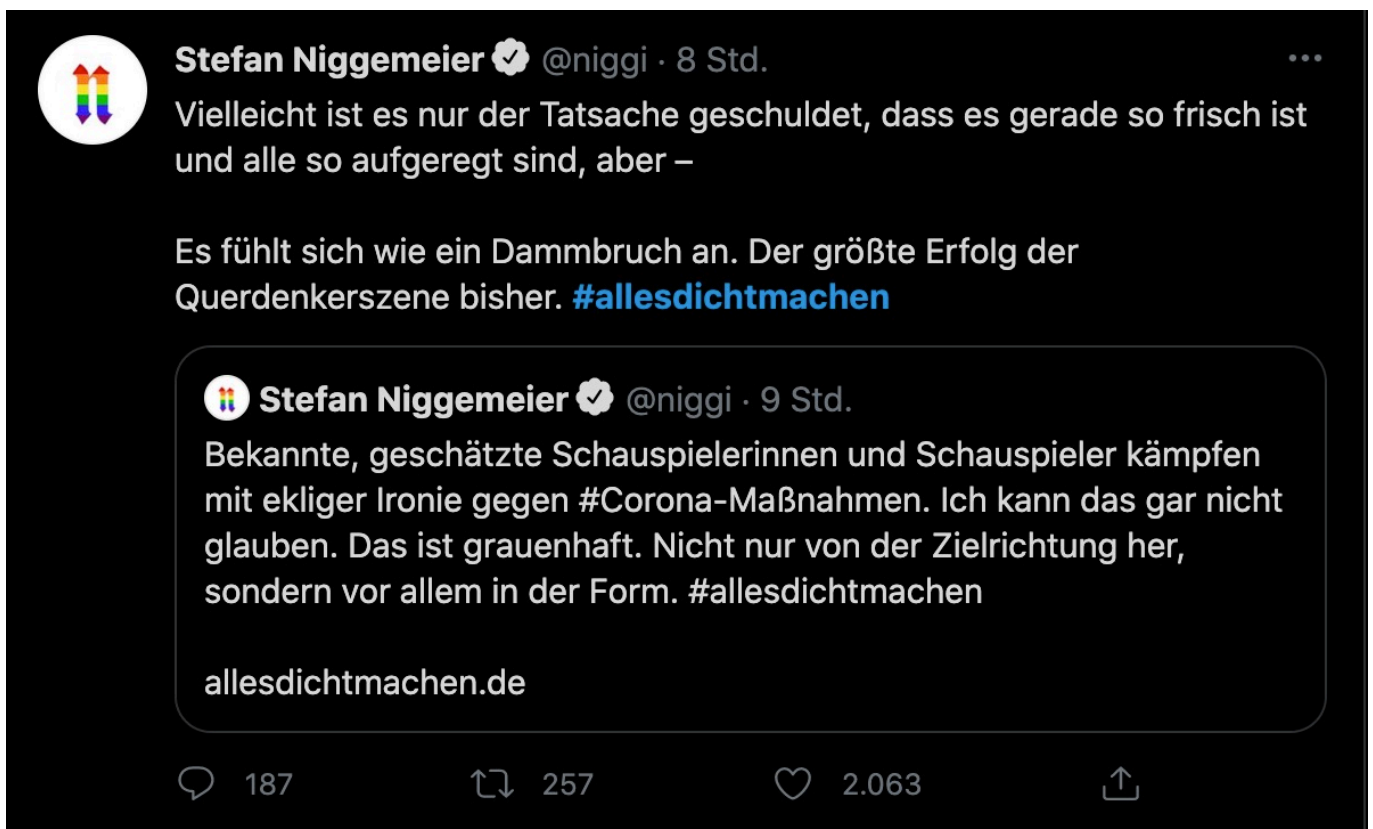 Stefan Niggemeier @niggi · 8 Std.
Vielleicht ist es nur der Tatsache geschuldet, dass es gerade so frisch ist
und alle so aufgeregt sind, aber –
Es fühlt sich wie ein Dammbruch an. Der größte Erfolg der
Querdenkerszene bisher. #allesdichtmachen
Stefan Niggemeier @niggi · 9 Std.
Bekannte, geschätzte Schauspielerinnen und Schauspieler kämpfen
mit ekliger Ironie gegen #Corona-Maßnahmen. Ich kann das gar nicht
glauben. Das ist grauenhaft. Nicht nur von der Zielrichtung her,
sondern vor allem in der Form. #allesdichtmachen
allesdichtmachen.de
187 257 2.063